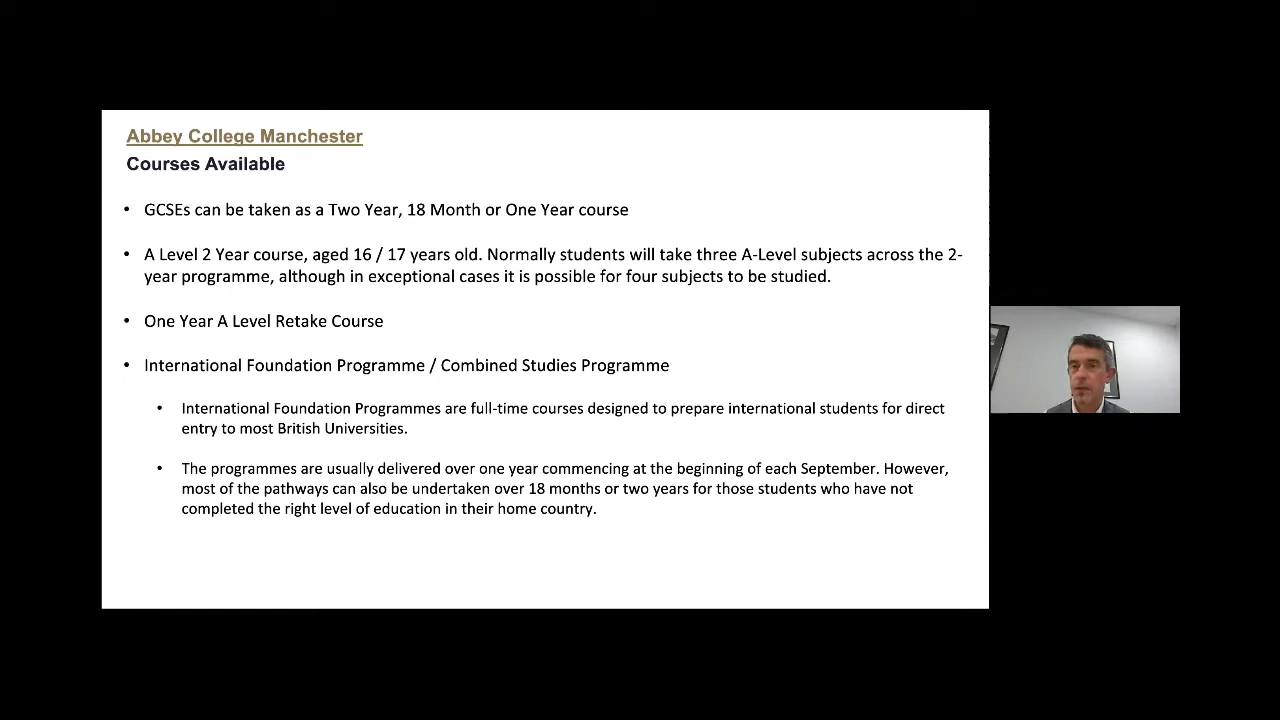 Abbey College Manchester
Courses Available
• GCSEs can be taken as a Two Year, 18 Month or One Year course
• A Level 2 Year course, aged 16 / 17 years old. Normally students will take three A-Level subjects across the 2-
year programme, although in exceptional cases it is possible for four subjects to be studied.
• One Year A Level Retake Course
• International Foundation Programme / Combined Studies Programme
• International Foundation Programmes are full-time courses designed to prepare international students for direct
entry to most British Universities.
• The programmes are usually delivered over one year commencing at the beginning of each September. However,
most of the pathways can also be undertaken over 18 months or two years for those students who have not
completed the right level of education in their home country.